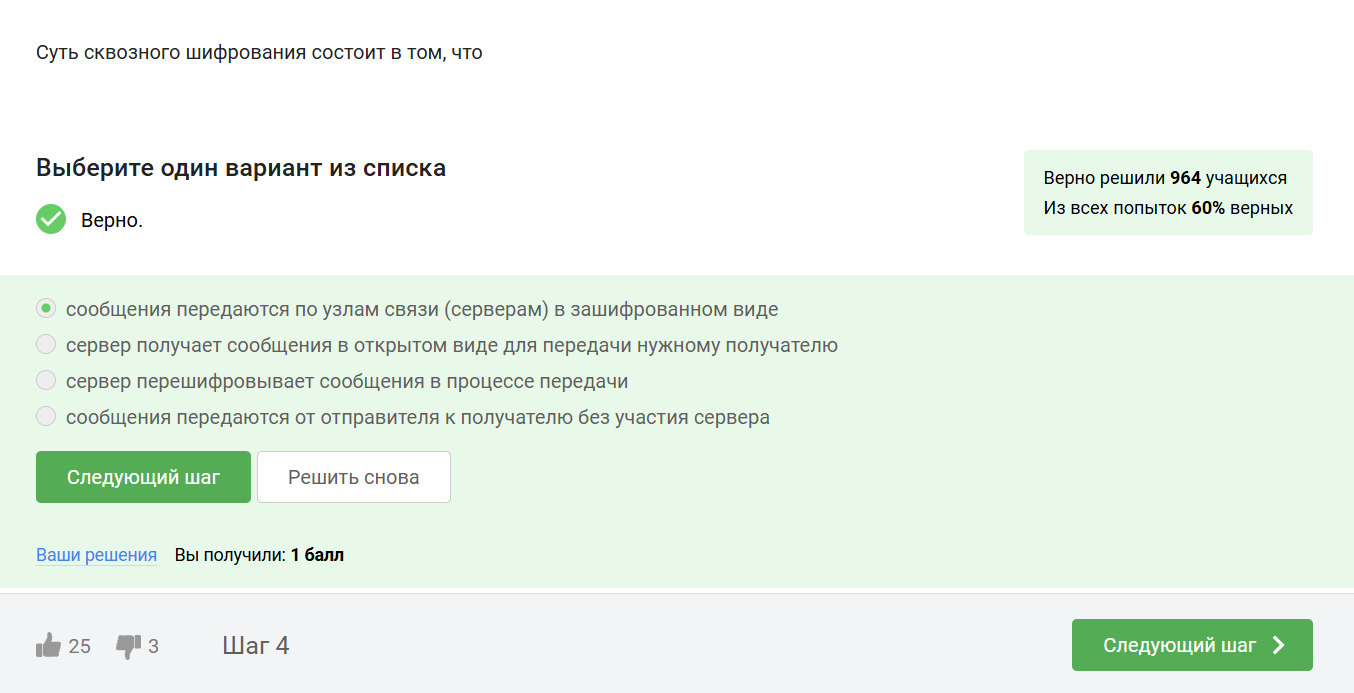 Суть сквозного шифрования состоит в том, что
Выберите один вариант из списка
Верно.
Верно решили 964 учащихся
Из всех попыток 60% верных
сообщения передаются по узлам связи (серверам) в зашифрованном виде
сервер получает сообщения в открытом виде для передачи нужному получателю
сервер перешифровывает сообщения в процессе передачи
сообщения передаются от отправителя к получателю без участия сервера
Следующий шаг
Решить снова
Ваши решения Вы получили: 1 балл
25 3 Шаг 4
Следующий шаг